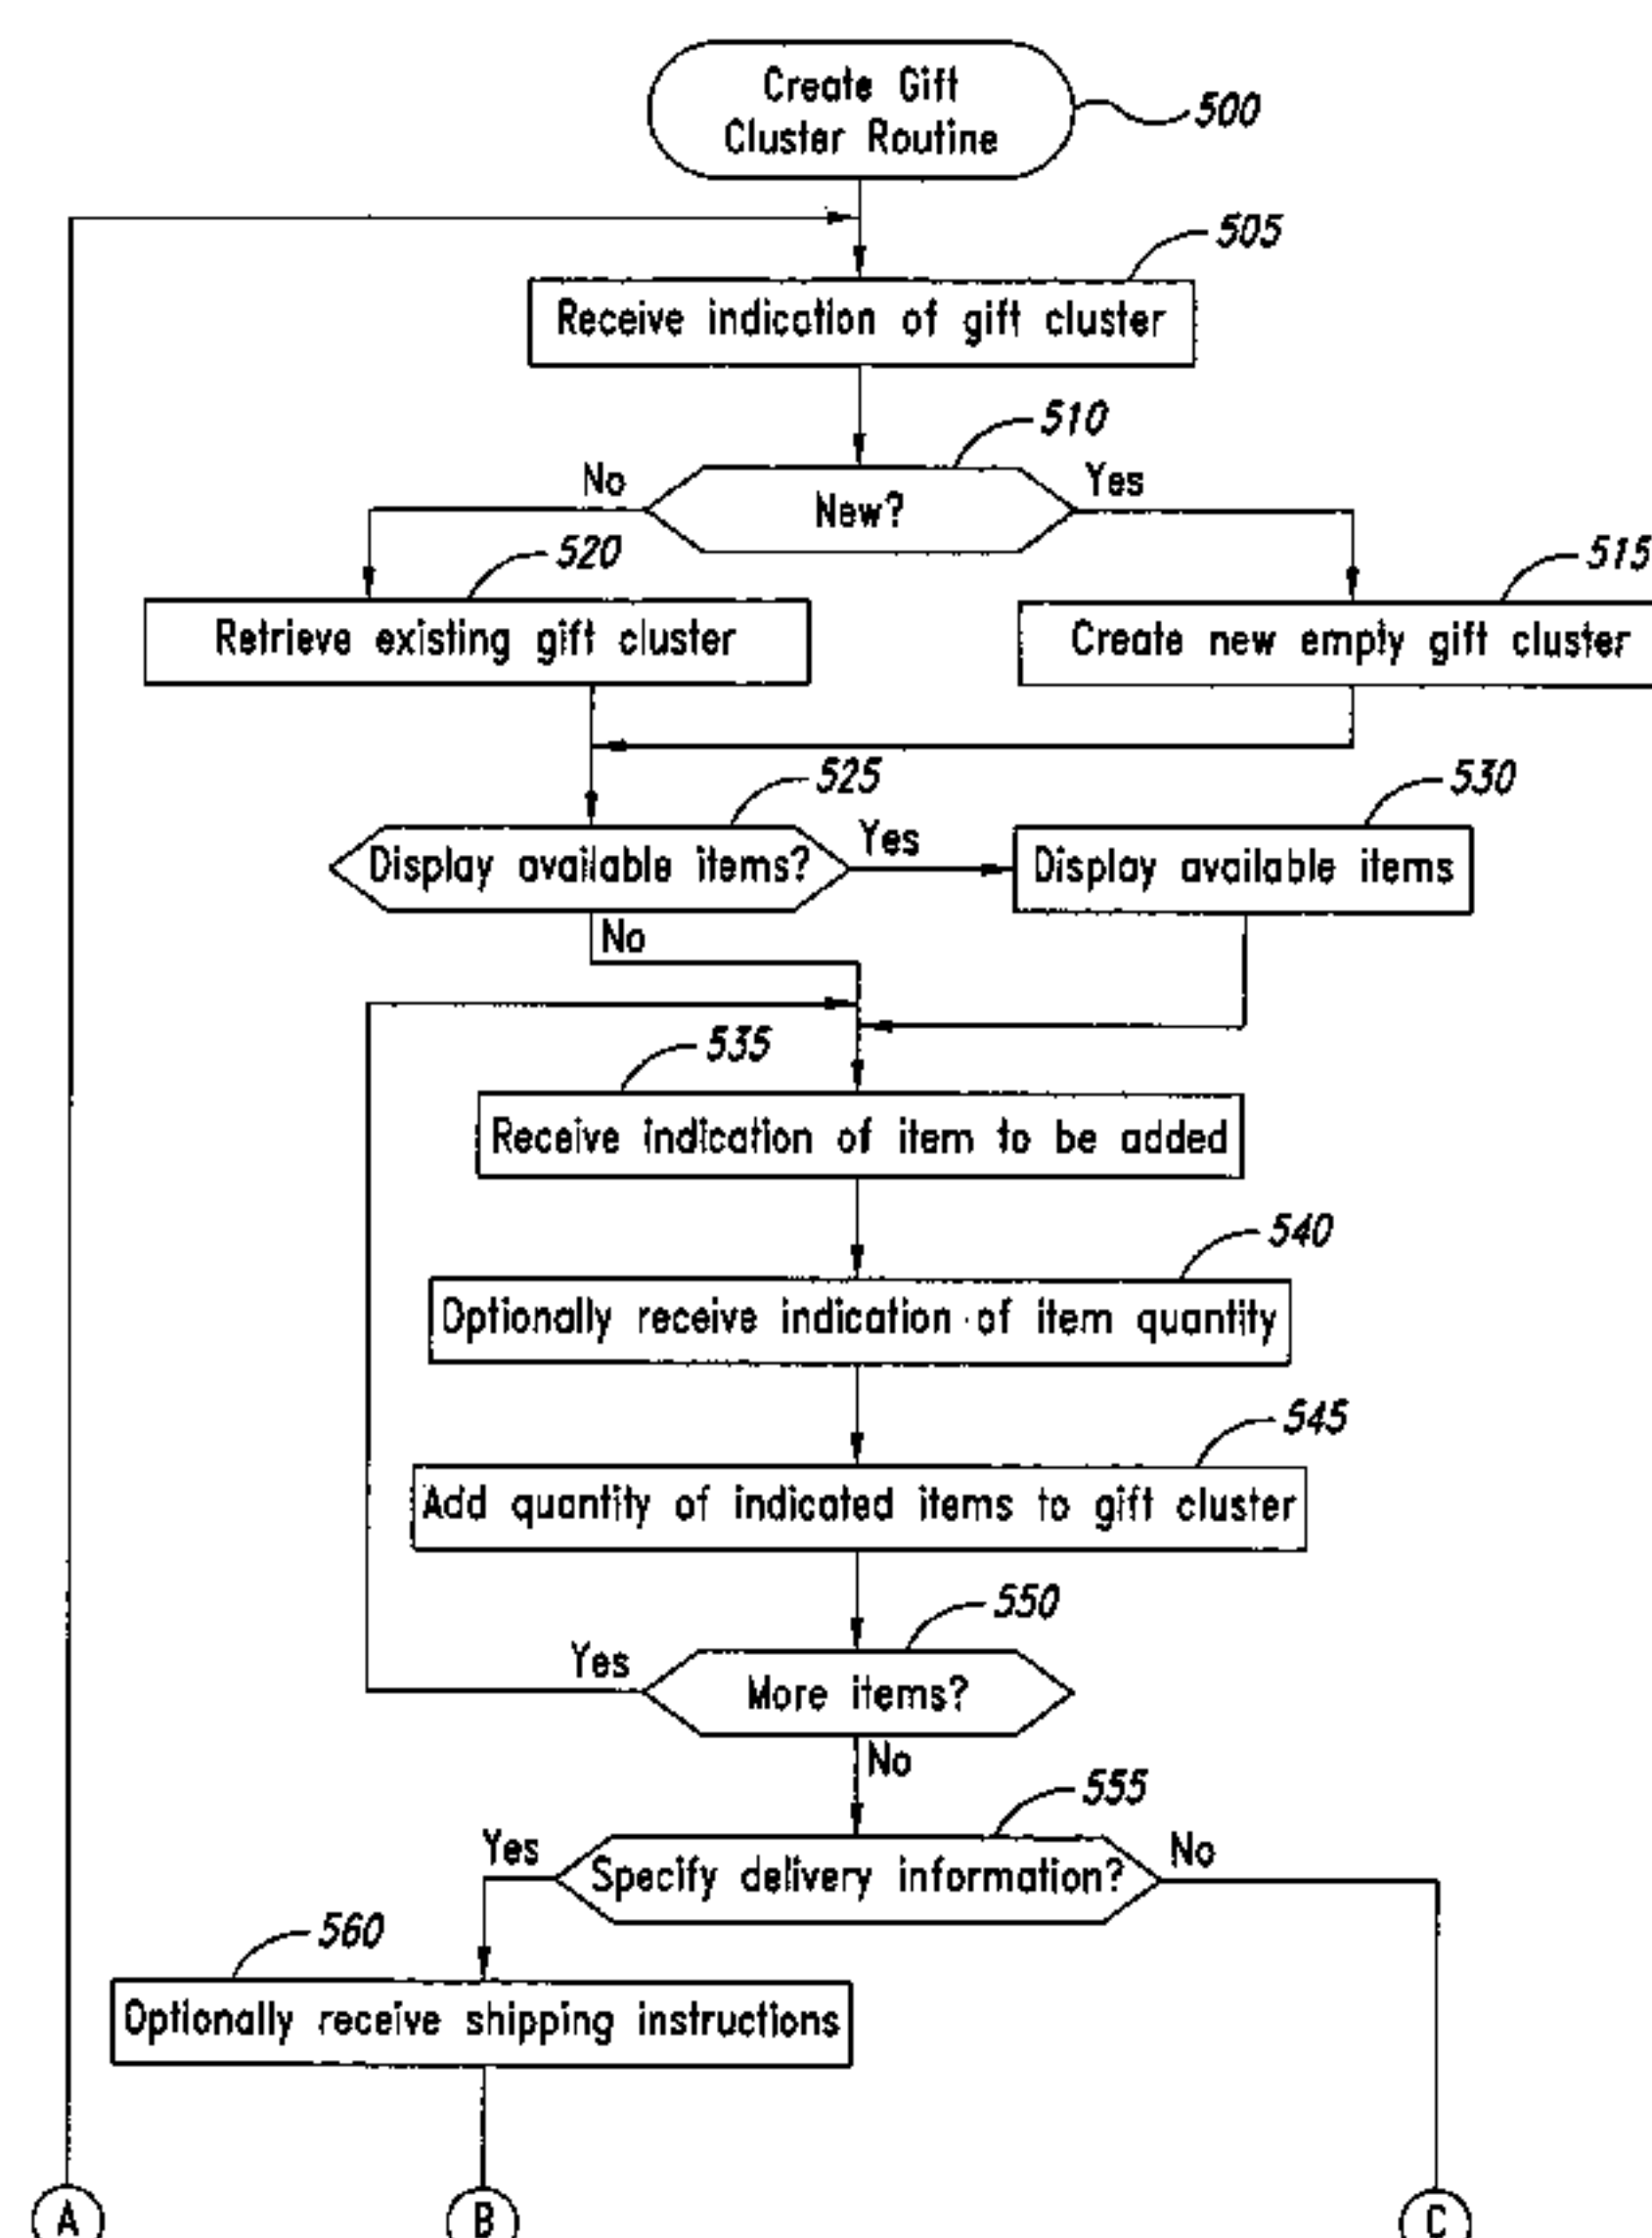 Create Gift
Cluster Routine
500
505
Receive indication of gift cluster
510
No
New?
Yes
520
515
Retrieve existing gift cluster
Create new empty gift cluster
525
530
Display available items?
Yes
Display available items
No
535
Receive indication of item to be added
540
Optionally receive indication of item quantity
545
Add quantity of indicated items to gift cluster
550
Yes
More items?
No
555
Yes
Specify delivery information?
No
560
Optionally receive shipping instructions
A
B
C